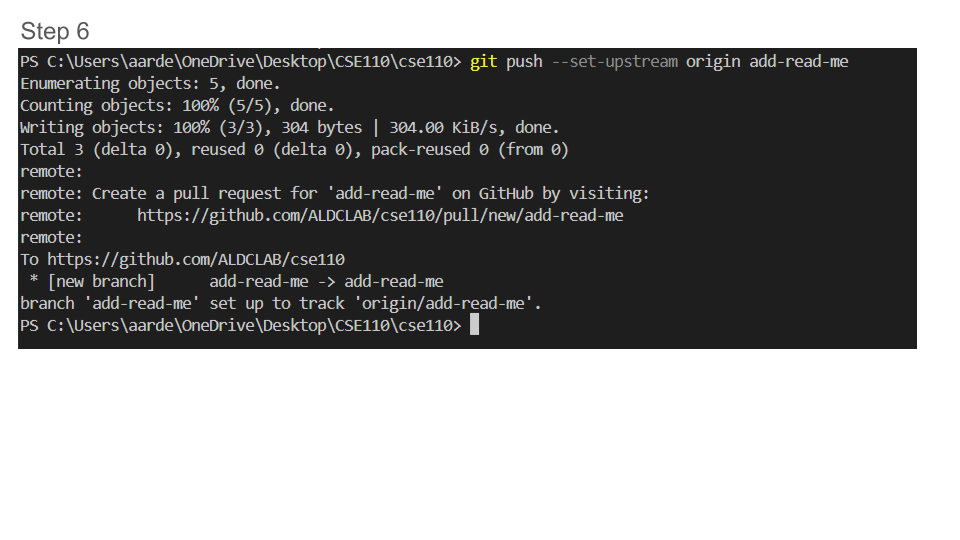 Step 6
PS C:\Users\aarde\OneDrive\Desktop\CSE110\cse110> git push --set-upstream origin add-read-me
Enumerating objects: 5, done.
Counting objects: 100% (5/5), done.
Writing objects: 100% (3/3), 304 bytes | 304.00 KiB/s, done.
Total 3 (delta 0), reused 0 (delta 0), pack-reused 0 (from 0)
remote:
remote: Create a pull request for 'add-read-me' on GitHub by visiting:
remote:      https://github.com/ALDCLAB/cse110/pull/new/add-read-me
remote:
To https://github.com/ALDCLAB/cse110
 * [new branch]      add-read-me -> add-read-me
branch 'add-read-me' set up to track 'origin/add-read-me'.
PS C:\Users\aarde\OneDrive\Desktop\CSE110\cse110>